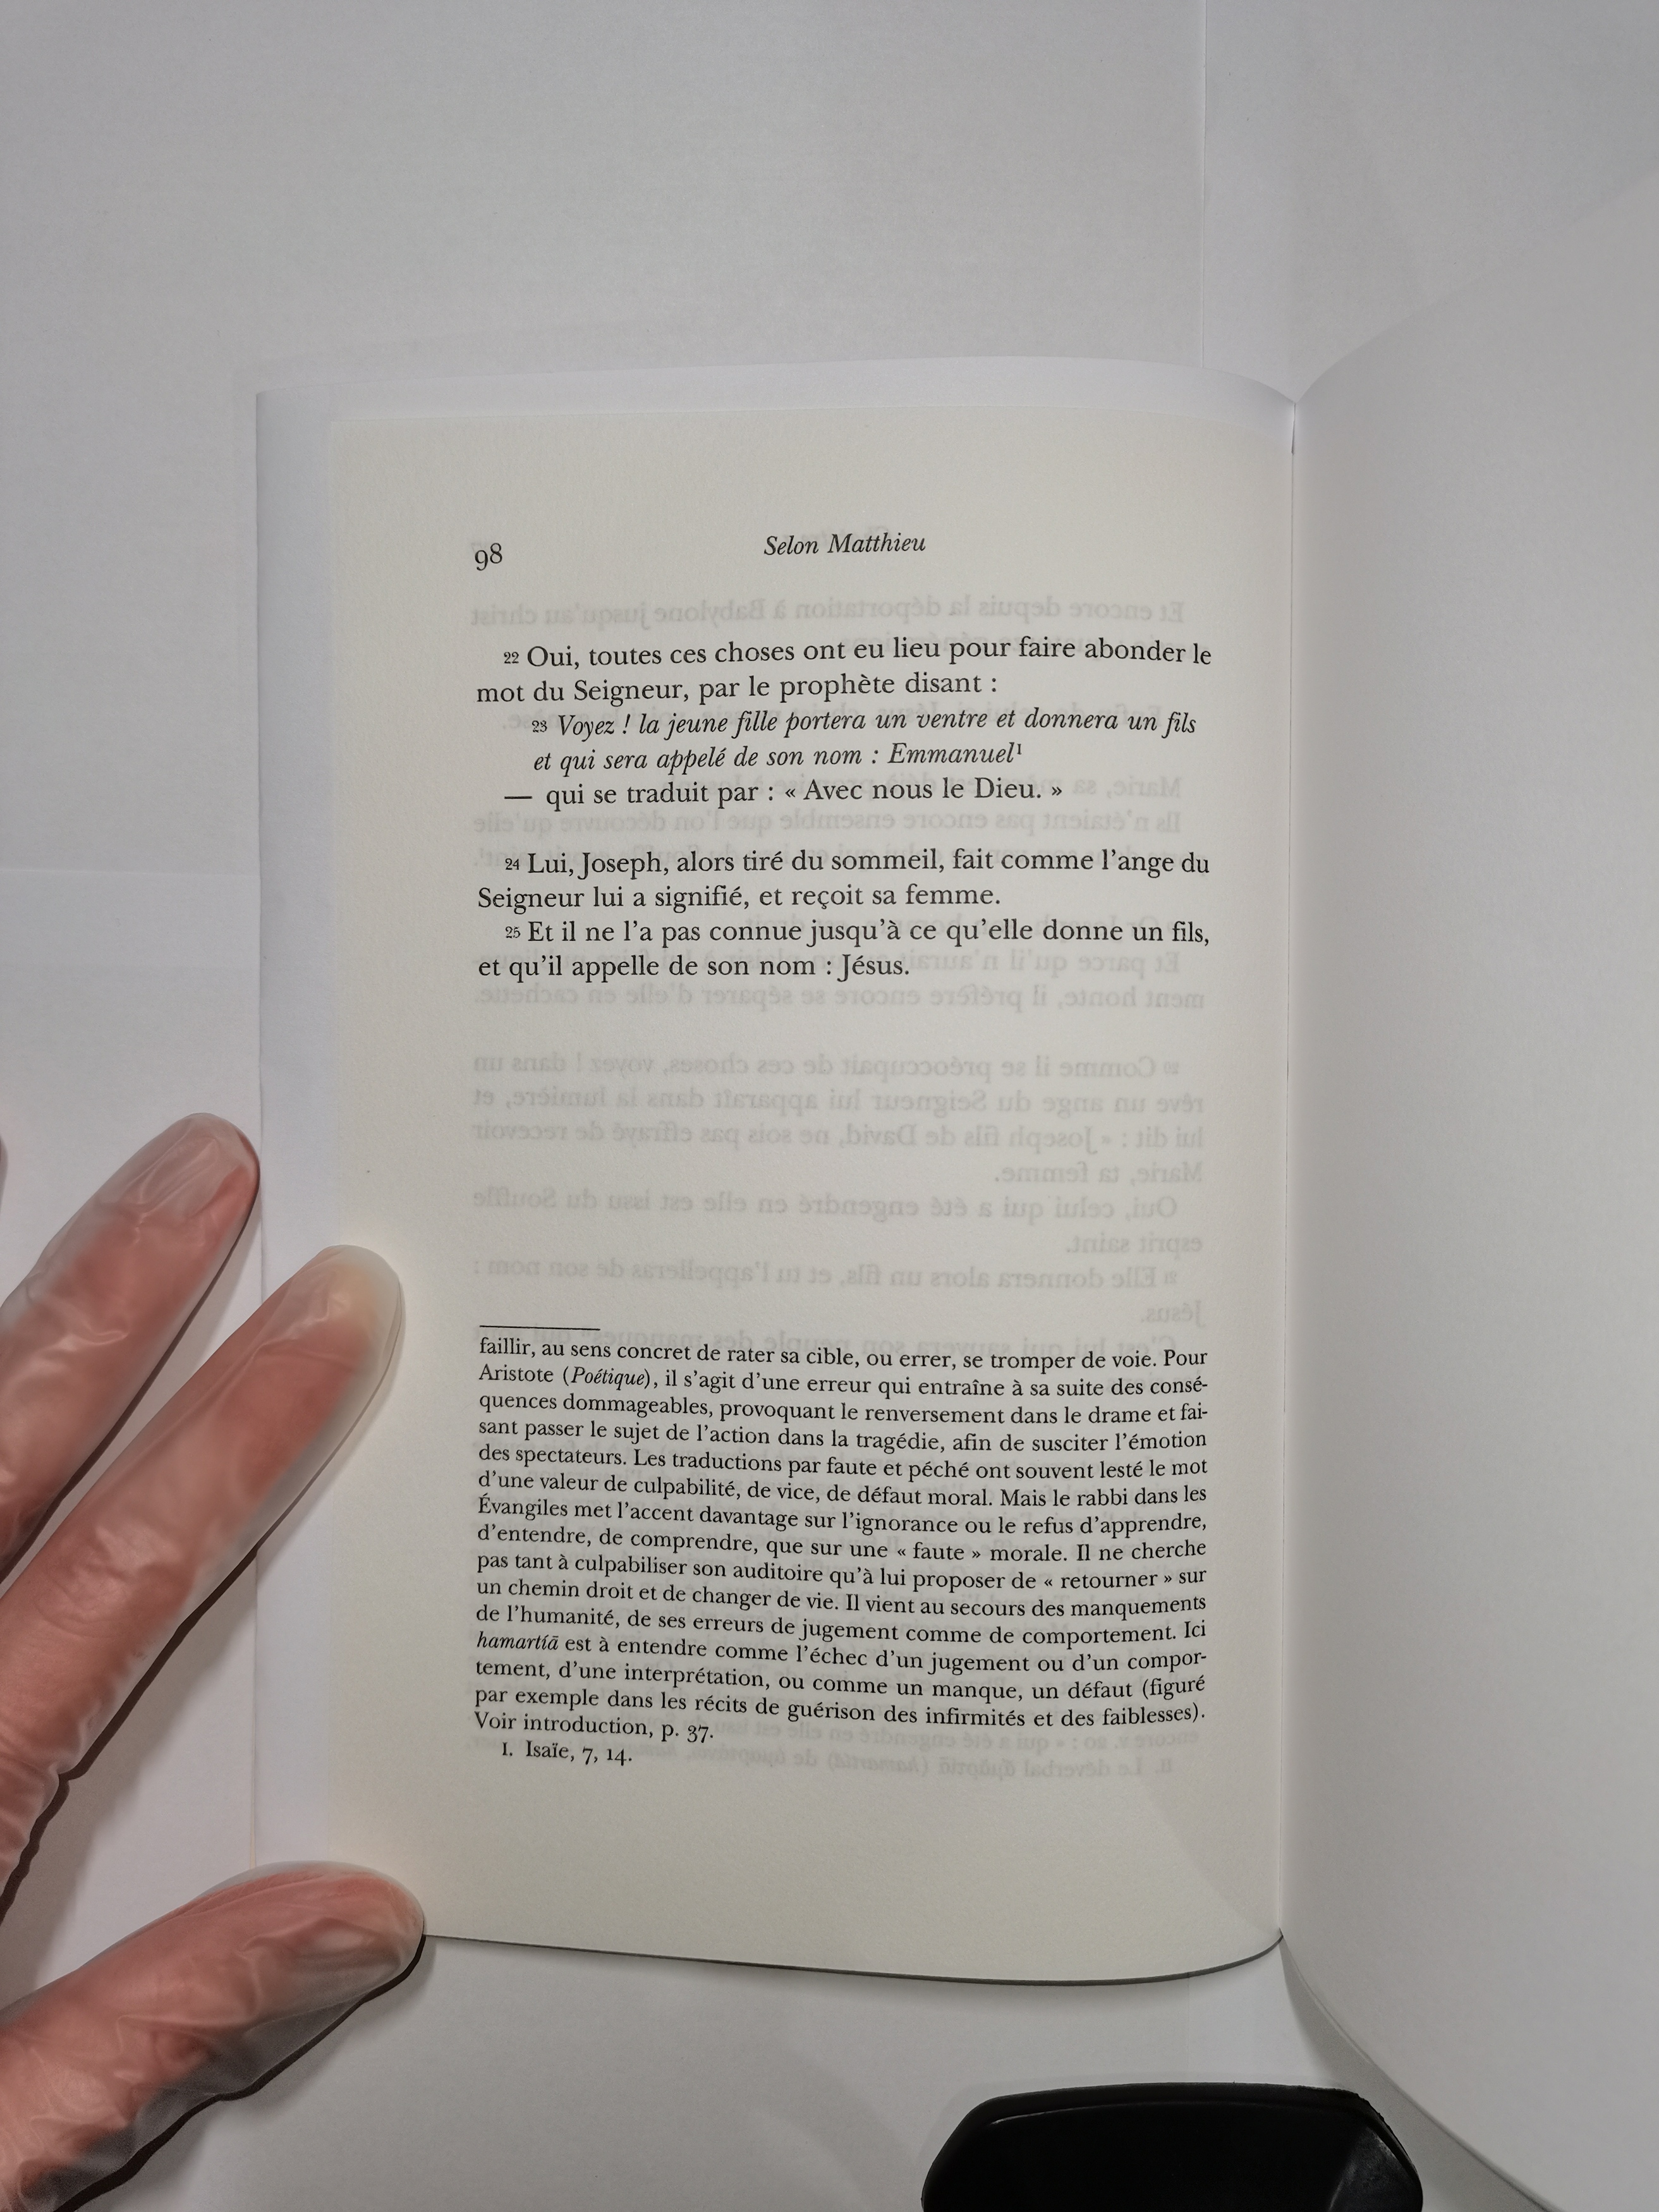 98
Selon Matthieu
22 Oui, toutes ces choses ont eu lieu pour faire abonder le
mot du Seigneur, par le prophète disant :
23 Voyez ! la jeune fille portera un ventre et donnera un fils
et qui sera appelé de son nom : Emmanuel¹
— qui se traduit par : « Avec nous le Dieu. »
24 Lui, Joseph, alors tiré du sommeil, fait comme l’ange du
Seigneur lui a signifié, et reçoit sa femme.
25 Et il ne l’a pas connue jusqu’à ce qu’elle donne un fils,
et qu’il appelle de son nom : Jésus.
faillir, au sens concret de rater sa cible, ou errer, se tromper de voie. Pour
Aristote (Poétique), il s’agit d’une erreur qui entraîne à sa suite des consé-
quences dommageables, provoquant le renversement dans le drame et fai-
sant passer le sujet de l’action dans la tragédie, afin de susciter l’émotion
des spectateurs. Les traductions par faute et péché ont souvent lesté le mot
d’une valeur de culpabilité, de vice, de défaut moral. Mais le rabbi dans les
Évangiles met l’accent davantage sur l’ignorance ou le refus d’apprendre,
d’entendre, de comprendre, que sur une « faute » morale. Il ne cherche
pas tant à culpabiliser son auditoire qu’à lui proposer de « retourner » sur
un chemin droit et de changer de vie. Il vient au secours des manquements
de l’humanité, de ses erreurs de jugement comme de comportement. Ici
hamartíā est à entendre comme l’échec d’un jugement ou d’un compor-
tement, d’une interprétation, ou comme un manque, un défaut (figuré
par exemple dans les récits de guérison des infirmités et des faiblesses).
Voir introduction, p. 37.
I. Isaïe, 7, 14.